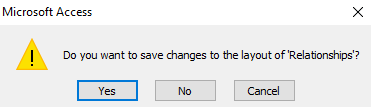 Microsoft Access
Do you want to save changes to the layout of 'Relationships'?
Yes No Cancel